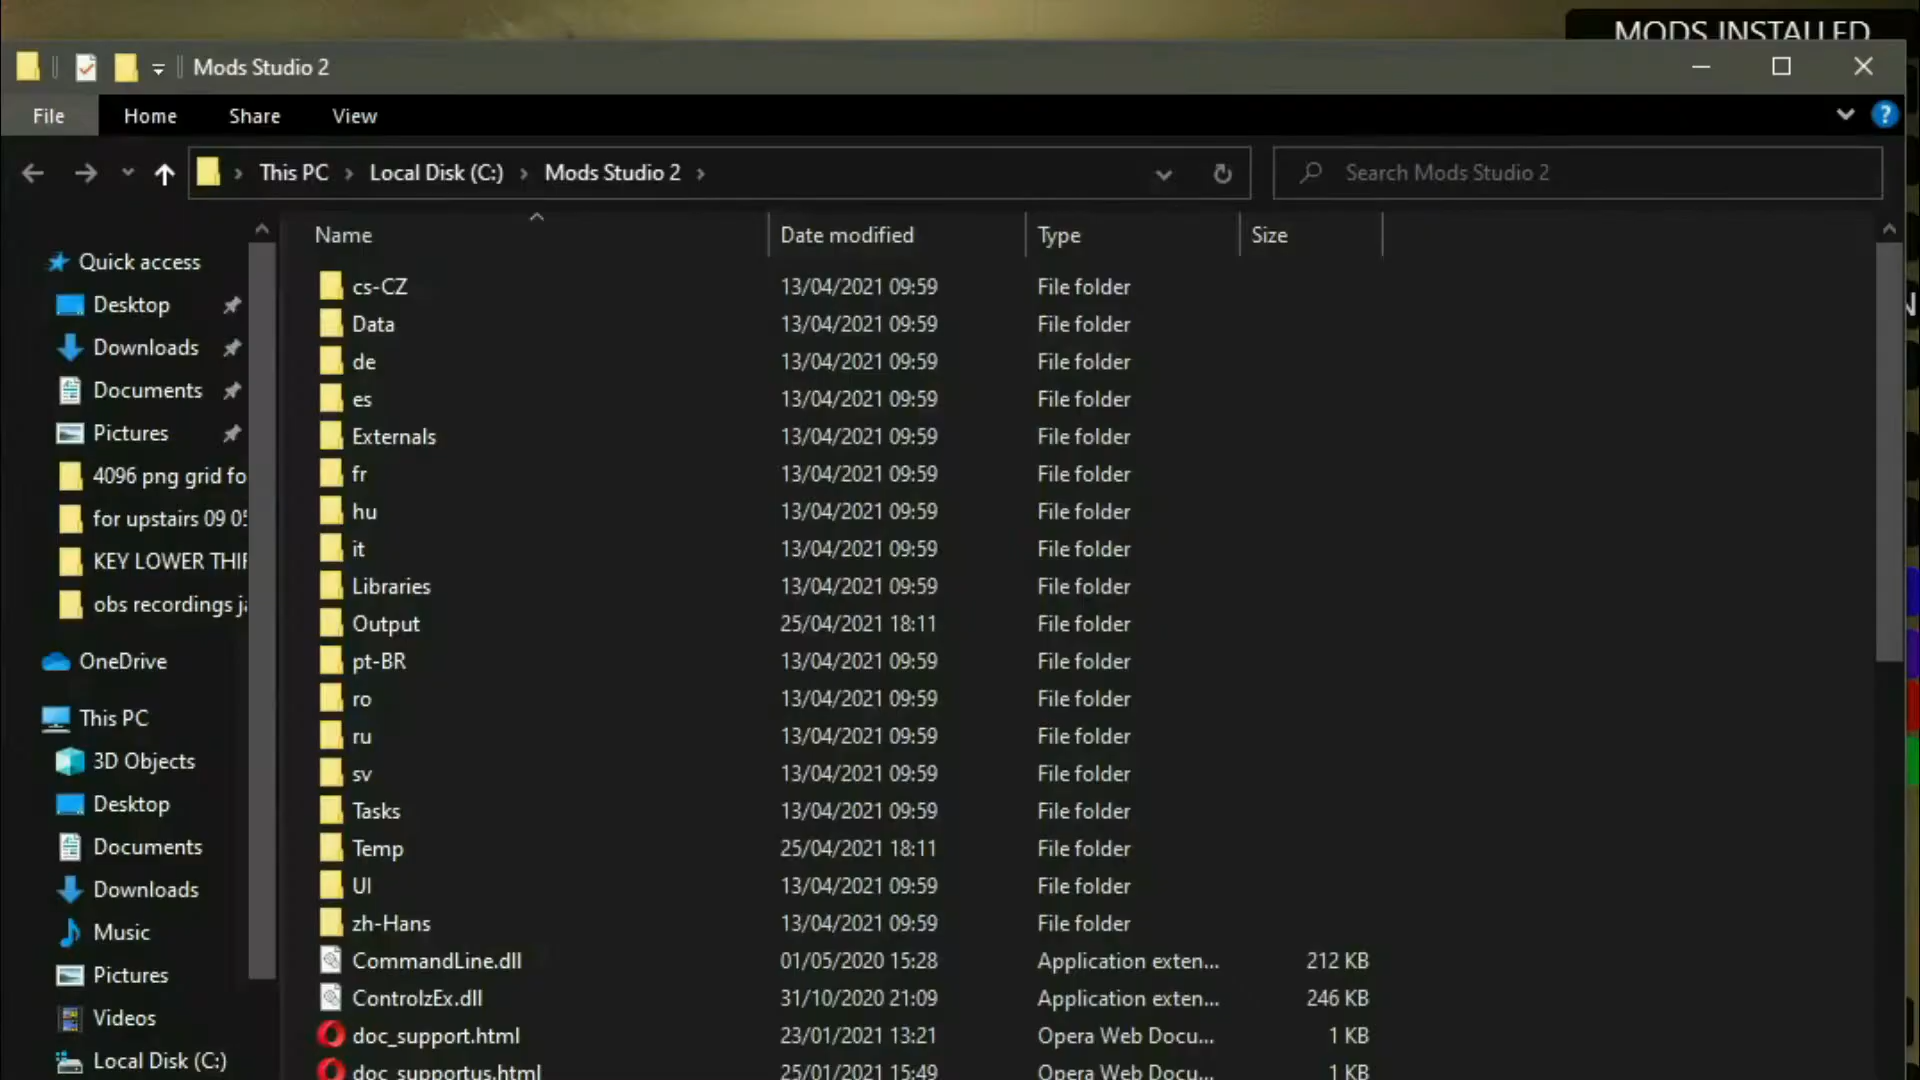 MODS INSTALLED
Mods Studio 2
File Home Share View
This PC Local Disk (C:) Mods Studio 2
Search Mods Studio 2
Name Date modified Type Size
Quick access
Desktop
Downloads
Documents
Pictures
4096 png grid fo
for upstairs 09 0
KEY LOWER THI
obs recordings ja
OneDrive
This PC
3D Objects
Desktop
Documents
Downloads
Music
Pictures
Videos
Local Disk (C:)
cs-CZ 13/04/2021 09:59 File folder
Data 13/04/2021 09:59 File folder
de 13/04/2021 09:59 File folder
es 13/04/2021 09:59 File folder
Externals 13/04/2021 09:59 File folder
fr 13/04/2021 09:59 File folder
hu 13/04/2021 09:59 File folder
it 13/04/2021 09:59 File folder
Libraries 13/04/2021 09:59 File folder
Output 25/04/2021 18:11 File folder
pt-BR 13/04/2021 09:59 File folder
ro 13/04/2021 09:59 File folder
ru 13/04/2021 09:59 File folder
sv 13/04/2021 09:59 File folder
Tasks 13/04/2021 09:59 File folder
Temp 25/04/2021 18:11 File folder
UI 13/04/2021 09:59 File folder
zh-Hans 13/04/2021 09:59 File folder
CommandLine.dll 01/05/2020 15:28 Application exten... 212 KB
ControlzEx.dll 31/10/2020 21:09 Application exten... 246 KB
doc_support.html 23/01/2021 13:21 Opera Web Docu... 1 KB
doc_supportus.html 25/01/2021 15:49 Opera Web Docu... 1 KB